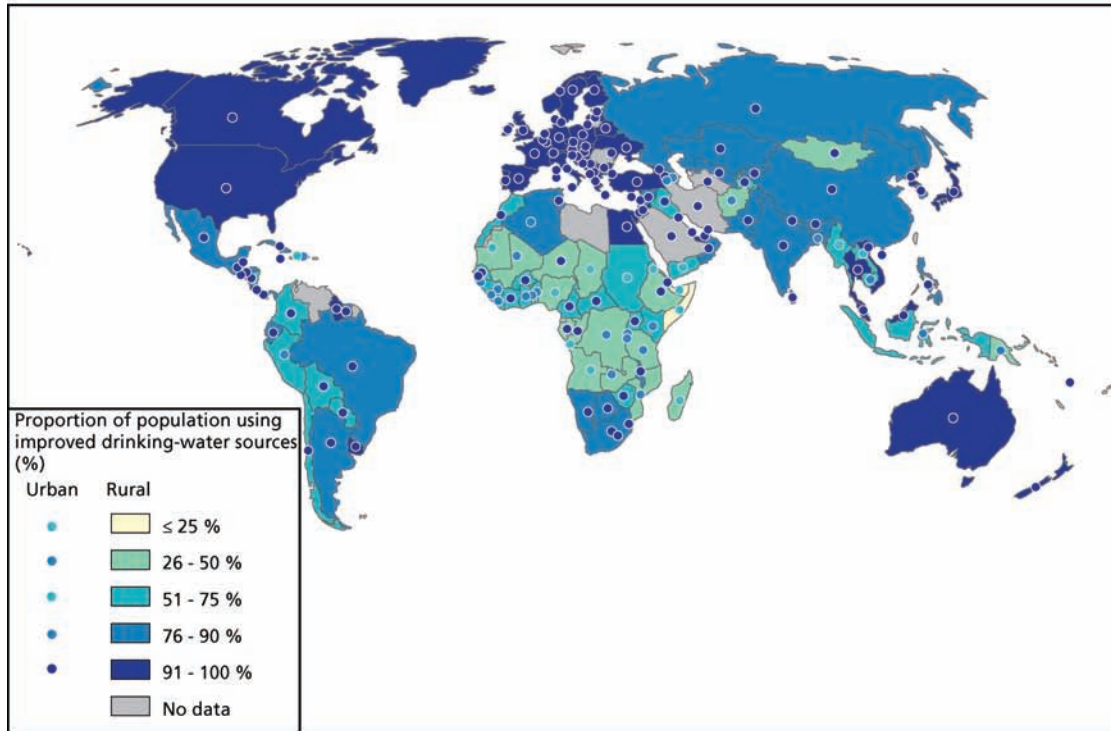 Proportion of population using
improved drinking-water sources
(%)
Urban Rural
≤ 25 %
26 - 50 %
51 - 75 %
76 - 90 %
91 - 100 %
No data